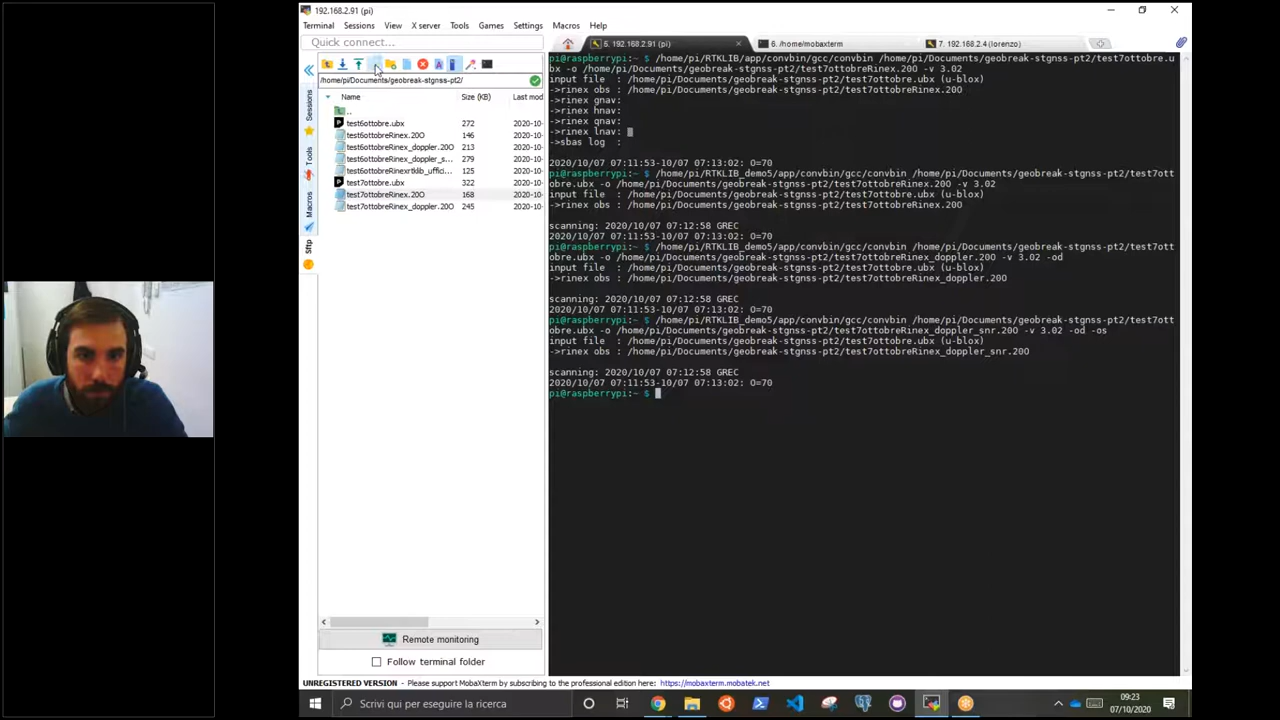 192.168.2.91 (pi)
Terminal Sessions View X server Tools Games Settings Macros Help
Quick connect...
5. 192.168.2.91 (pi)
6. /home/mobaxterm
7. 192.168.2.4 (lorenzo)
/home/pi/Documents/geobreak-stgnss-pt2/
Name Size (KB) Last mod
..
test6ottobre.ubx 272 2020-10-
test6ottobreRinex.20O 146 2020-10-
test6ottobreRinex_doppler.20O 213 2020-10-
test6ottobreRinex_doppler_s... 279 2020-10-
test6ottobreRinexrtklib_uffici... 125 2020-10-
test7ottobre.ubx 322 2020-10-
test7ottobreRinex.20O 168 2020-10-
test7ottobreRinex_doppler.20O 245 2020-10-
Sessions
Tools
Macros
Sftp
Remote monitoring
Follow terminal folder
pi@raspberrypi:~ $ /home/pi/RTKLIB/app/convbin/gcc/convbin /home/pi/Documents/geobreak-stgnss-pt2/test7ottobre.u
bx -o /home/pi/Documents/geobreak-stgnss-pt2/test7ottobreRinex.20O -v 3.02
input file  : /home/pi/Documents/geobreak-stgnss-pt2/test7ottobre.ubx (u-blox)
->rinex obs : /home/pi/Documents/geobreak-stgnss-pt2/test7ottobreRinex.20O
->rinex gnav:
->rinex hnav:
->rinex qnav:
->rinex lnav:
->sbas log  :
2020/10/07 07:11:53-10/07 07:13:02: O=70
pi@raspberrypi:~ $ /home/pi/RTKLIB_demo5/app/convbin/gcc/convbin /home/pi/Documents/geobreak-stgnss-pt2/test7ott
obre.ubx -o /home/pi/Documents/geobreak-stgnss-pt2/test7ottobreRinex.20O -v 3.02
input file  : /home/pi/Documents/geobreak-stgnss-pt2/test7ottobre.ubx (u-blox)
->rinex obs : /home/pi/Documents/geobreak-stgnss-pt2/test7ottobreRinex.20O
scanning: 2020/10/07 07:12:58 GREC
2020/10/07 07:11:53-10/07 07:13:02: O=70
pi@raspberrypi:~ $ /home/pi/RTKLIB_demo5/app/convbin/gcc/convbin /home/pi/Documents/geobreak-stgnss-pt2/test7ott
obre.ubx -o /home/pi/Documents/geobreak-stgnss-pt2/test7ottobreRinex_doppler.20O -v 3.02 -od
input file  : /home/pi/Documents/geobreak-stgnss-pt2/test7ottobre.ubx (u-blox)
->rinex obs : /home/pi/Documents/geobreak-stgnss-pt2/test7ottobreRinex_doppler.20O
scanning: 2020/10/07 07:12:58 GREC
2020/10/07 07:11:53-10/07 07:13:02: O=70
pi@raspberrypi:~ $ /home/pi/RTKLIB_demo5/app/convbin/gcc/convbin /home/pi/Documents/geobreak-stgnss-pt2/test7ott
obre.ubx -o /home/pi/Documents/geobreak-stgnss-pt2/test7ottobreRinex_doppler_snr.20O -v 3.02 -od -os
input file  : /home/pi/Documents/geobreak-stgnss-pt2/test7ottobre.ubx (u-blox)
->rinex obs : /home/pi/Documents/geobreak-stgnss-pt2/test7ottobreRinex_doppler_snr.20O
scanning: 2020/10/07 07:12:58 GREC
2020/10/07 07:11:53-10/07 07:13:02: O=70
pi@raspberrypi:~ $
UNREGISTERED VERSION - Please support MobaXterm by subscribing to the professional edition here: https://mobaxterm.mobatek.net
Scrivi qui per eseguire la ricerca
09:23
07/10/2020